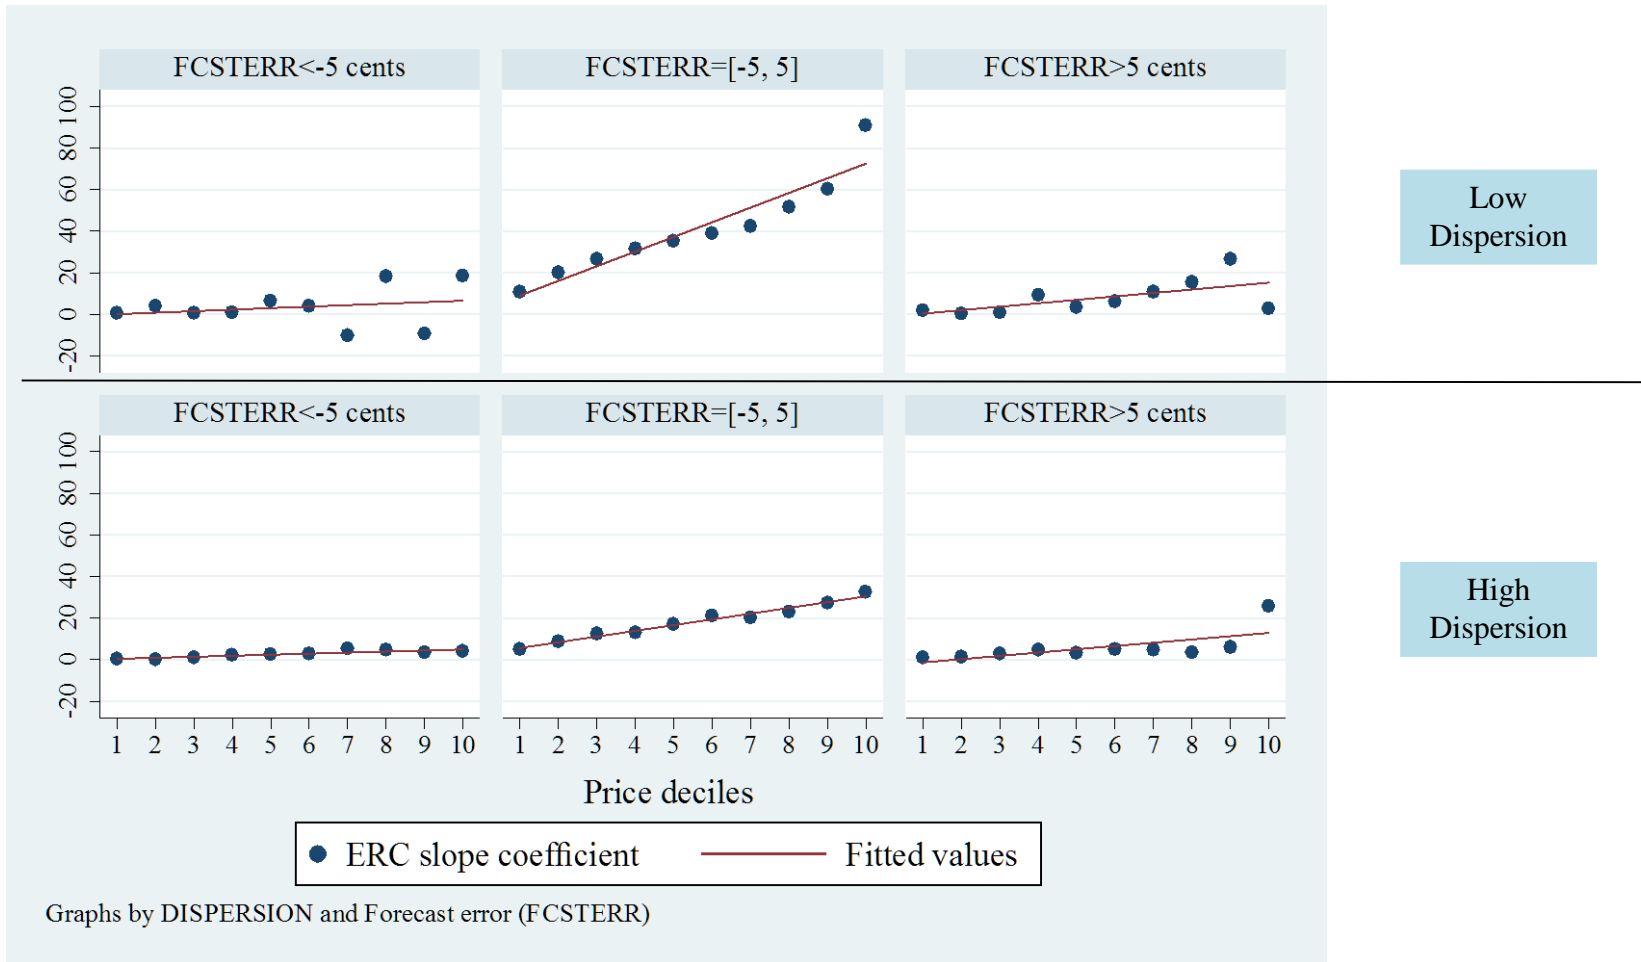 FCSTERR<-5 cents
FCSTERR=[-5, 5]
FCSTERR>5 cents
100
80
60
40
20
0
-20
Low
Dispersion
FCSTERR<-5 cents
FCSTERR=[-5, 5]
FCSTERR>5 cents
100
80
60
40
20
0
-20
High
Dispersion
1 2 3 4 5 6 7 8 9 10
1 2 3 4 5 6 7 8 9 10
1 2 3 4 5 6 7 8 9 10
Price deciles
ERC slope coefficient
Fitted values
Graphs by DISPERSION and Forecast error (FCSTERR)